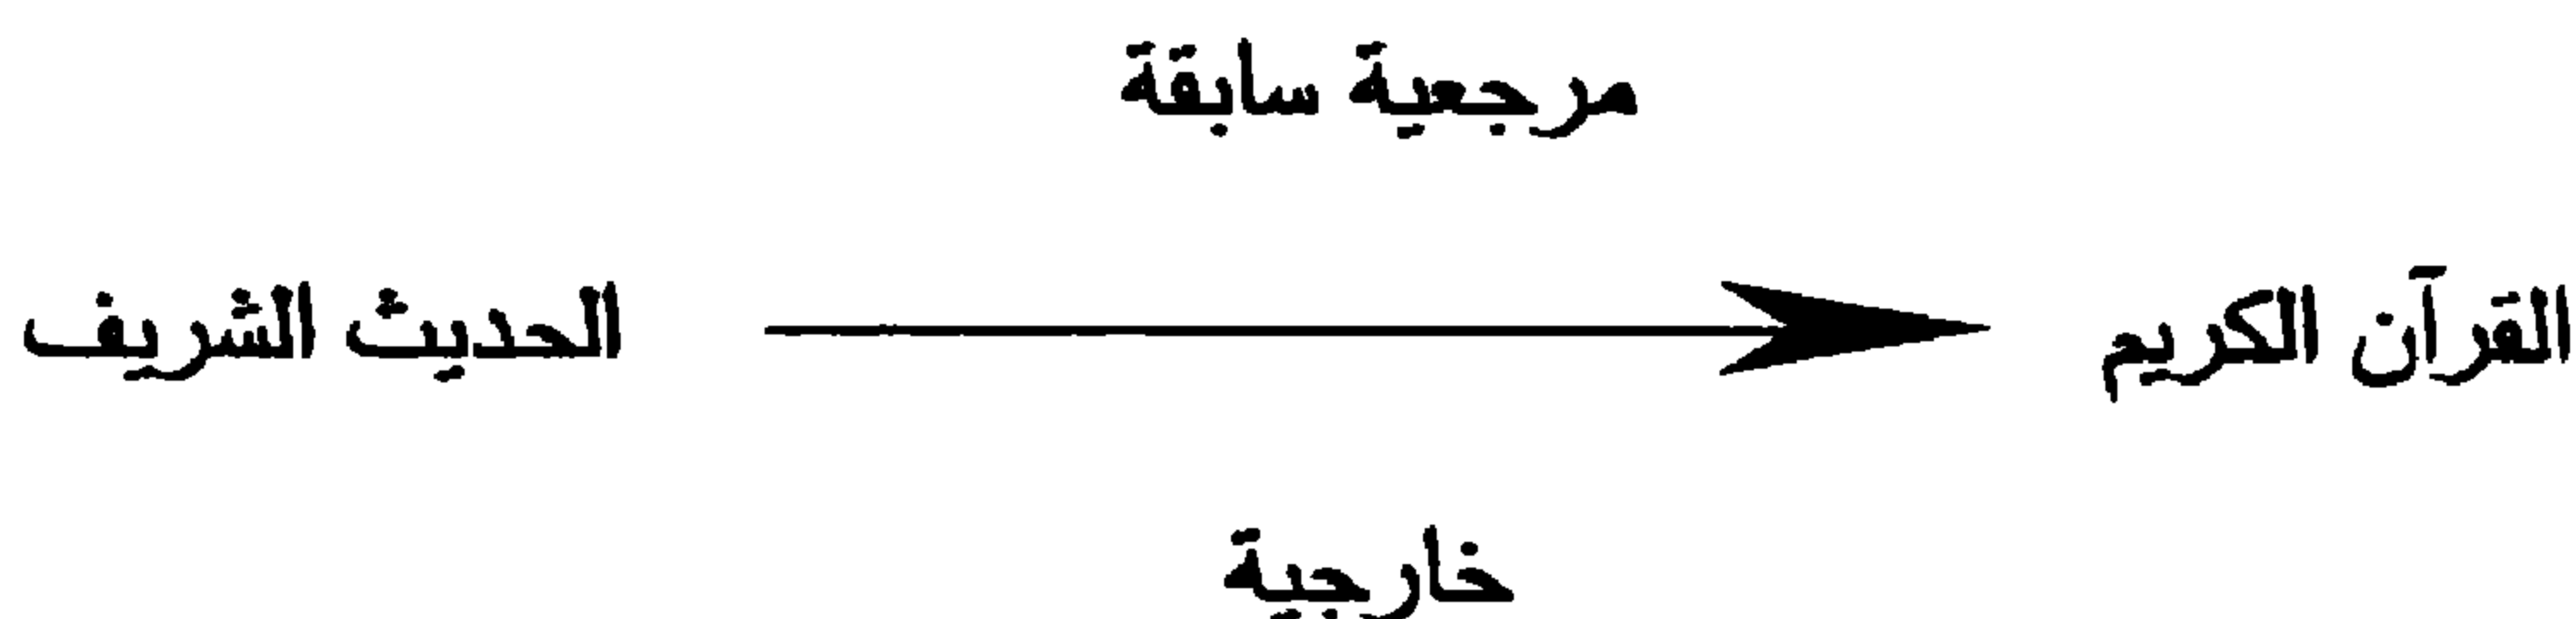 مرجعية سابقة
القرآن الكريم الحديث الشريف
خارجية